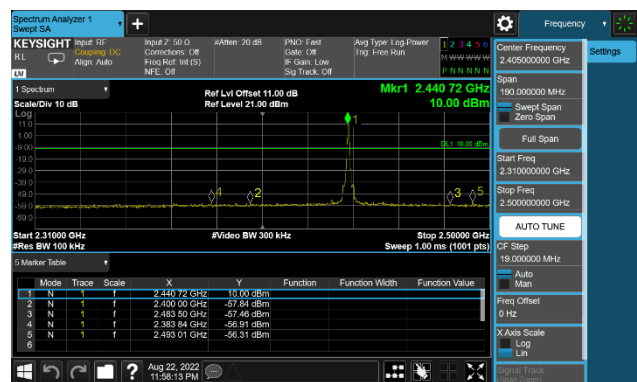 Spectrum Analyzer 1
Swept SA
Frequency
KEYSIGHT
RL
LXI
Input: RF
Coupling: DC
Align: Auto
Input Z: 50 Ω
Corrections: Off
Freq Ref: Int (S)
NFE: Off
#Atten: 20 dB
PNO: Fast
Gate: Off
IF Gain: Low
Sig Track: Off
Avg Type: Log-Power
Trig: Free Run
1 2 3 4 5 6
M W W W W W
P N N N N N
1 Spectrum
Scale/Div 10 dB
Ref Lvl Offset 11.00 dB
Ref Level 21.00 dBm
Mkr1 2.440 72 GHz
10.00 dBm
Log
11.0
1.00
-9.00
-19.0
-29.0
-39.0
-49.0
-59.0
-69.0
1
DL1 -10.00 dBm
4
2
3
5
Start 2.31000 GHz
#Res BW 100 kHz
#Video BW 300 kHz
Stop 2.50000 GHz
Sweep 1.00 ms (1001 pts)
5 Marker Table
Mode Trace Scale X Y Function Function Width Function Value
1 N 1 f 2.440 72 GHz 10.00 dBm
2 N 1 f 2.400 00 GHz -57.84 dBm
3 N 1 f 2.483 50 GHz -57.46 dBm
4 N 1 f 2.383 84 GHz -56.91 dBm
5 N 1 f 2.493 01 GHz -56.31 dBm
6
?
Aug 22, 2022
11:58:13 PM
Center Frequency
2.405000000 GHz
Settings
Span
190.000000 MHz
Swept Span
Zero Span
Full Span
Start Freq
2.310000000 GHz
Stop Freq
2.500000000 GHz
AUTO TUNE
CF Step
19.000000 MHz
Auto
Man
Freq Offset
0 Hz
X Axis Scale
Log
Lin
Signal Track
(Span Zoom)